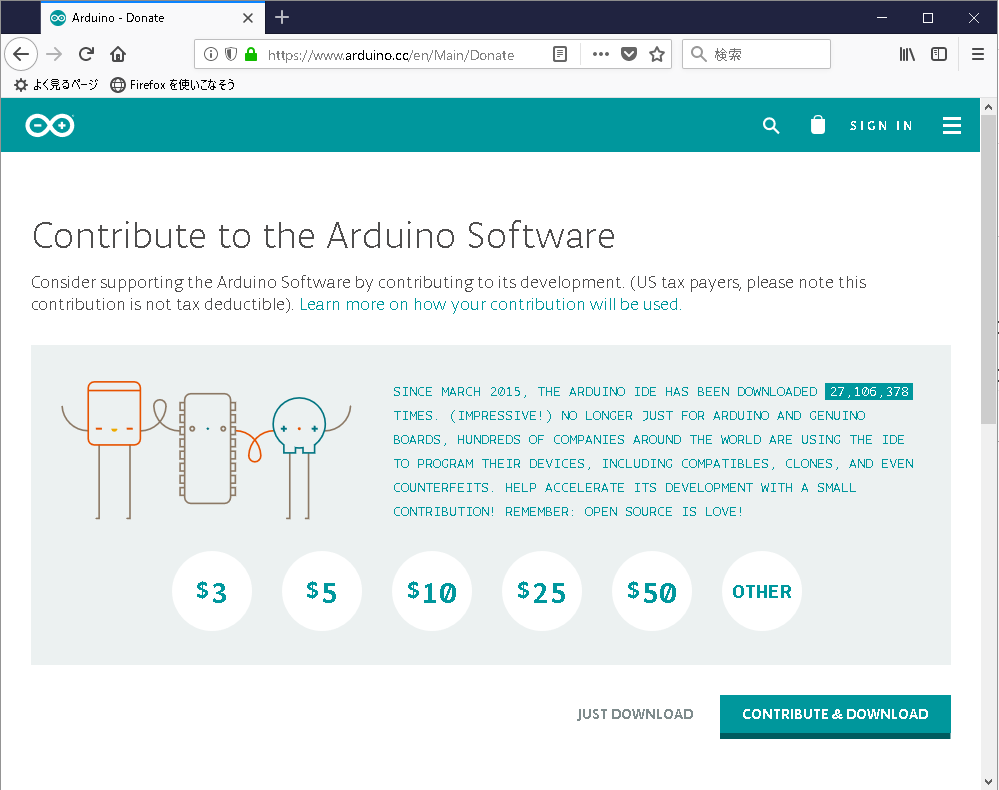 Arduino - Donate
https://www.arduino.cc/en/Main/Donate
検索
よく見るページ
Firefox を使いこなそう
SIGN IN
Contribute to the Arduino Software
Consider supporting the Arduino Software by contributing to its development. (US tax payers, please note this
contribution is not tax deductible). Learn more on how your contribution will be used.
SINCE MARCH 2015, THE ARDUINO IDE HAS BEEN DOWNLOADED 27,106,378
TIMES. (IMPRESSIVE!) NO LONGER JUST FOR ARDUINO AND GENUINO
BOARDS, HUNDREDS OF COMPANIES AROUND THE WORLD ARE USING THE IDE
TO PROGRAM THEIR DEVICES, INCLUDING COMPATIBLES, CLONES, AND EVEN
COUNTERFEITS. HELP ACCELERATE ITS DEVELOPMENT WITH A SMALL
CONTRIBUTION! REMEMBER: OPEN SOURCE IS LOVE!
$3
$5
$10
$25
$50
OTHER
JUST DOWNLOAD
CONTRIBUTE & DOWNLOAD